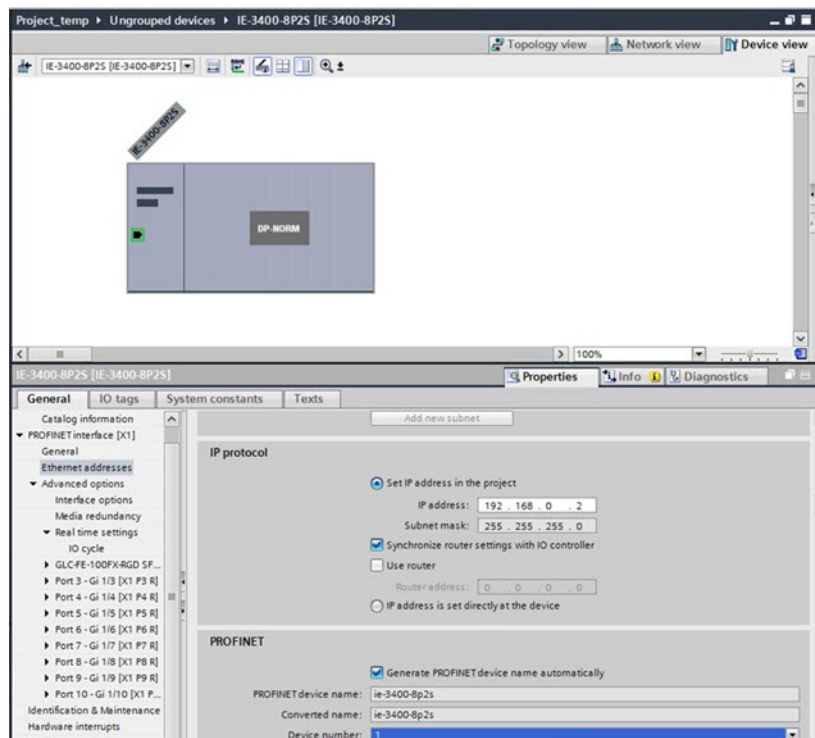 Project_temp ▸ Ungrouped devices ▸ IE-3400-8P2S [IE-3400-8P2S]
Topology view Network view Device view
IE-3400-8P2S [IE-3400-8P2S]
IE-3400-8P2S
DP-NORM
100%
IE-3400-8P2S [IE-3400-8P2S]
Properties Info Diagnostics
General IO tags System constants Texts
Catalog information
PROFINET interface [X1]
General
Ethernet addresses
Advanced options
Interface options
Media redundancy
Real time settings
IO cycle
GLC-FE-100FX-RGD SF...
Port 3 - Gi 1/3 [X1 P3 R]
Port 4 - Gi 1/4 [X1 P4 R]
Port 5 - Gi 1/5 [X1 P5 R]
Port 6 - Gi 1/6 [X1 P6 R]
Port 7 - Gi 1/7 [X1 P7 R]
Port 8 - Gi 1/8 [X1 P8 R]
Port 9 - Gi 1/9 [X1 P9 R]
Port 10 - Gi 1/10 [X1 P...
Identification & Maintenance
Hardware interrupts
Add new subnet
IP protocol
Set IP address in the project
IP address: 192 . 168 . 0 . 2
Subnet mask: 255 . 255 . 255 . 0
Synchronize router settings with IO controller
Use router
Router address: 0 . 0 . 0 . 0
IP address is set directly at the device
PROFINET
Generate PROFINET device name automatically
PROFINET device name: ie-3400-8p2s
Converted name: ie-3400-8p2s
Device number: 1